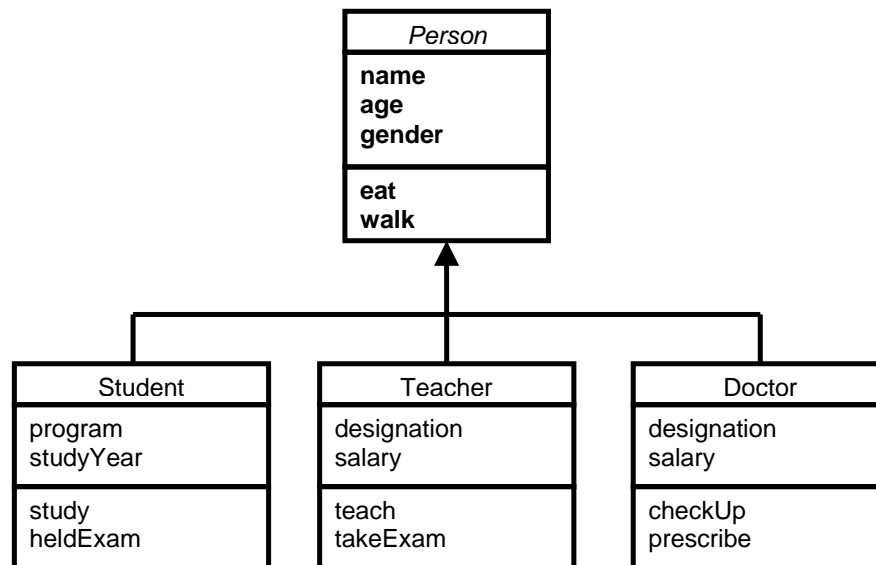 Person
name
age
gender
eat
walk
Student
program
studyYear
study
heldExam
Teacher
designation
salary
teach
takeExam
Doctor
designation
salary
checkUp
prescribe